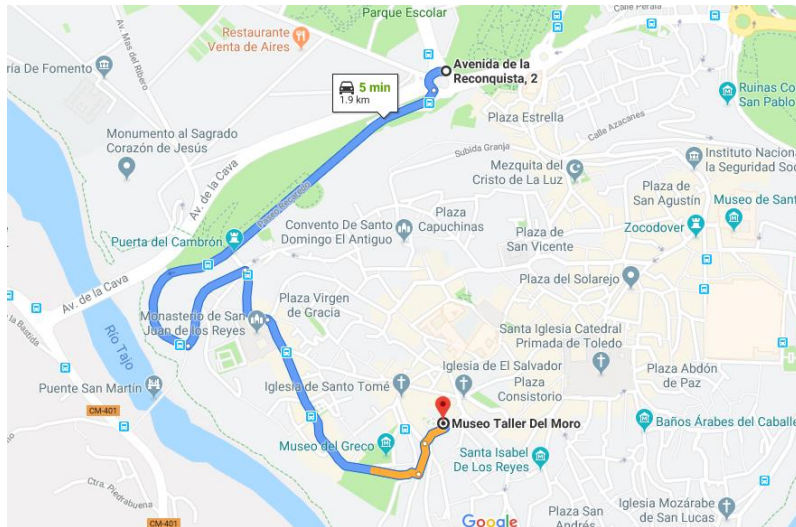 Parque Escolar
Calle Perala
Restaurante
Venta de Aires
Av. Mas del Ribero
ría De Fomento
Avenida de la
Reconquista, 2
5 min
1.9 km
Ruinas Co
San Pablo
Plaza Estrella
Calle Azacanes
Monumento al Sagrado
Corazón de Jesús
Subida Granja
Mezquita del
Cristo de La Luz
Instituto Naciona
la Seguridad Soc
Av. de la Cava
Plaza de
San Agustín
Museo de Sant
Paseo Recaredo
Convento De Santo
Domingo El Antiguo
Plaza
Capuchinas
Plaza de
San Vicente
Zocodover
Puerta del Cambrón
Av. de la Cava
Plaza del Solarejo
Plaza Virgen
de Gracia
Monasterio de San
Juan de los Reyes
Río Tajo
la Bastida
Santa Iglesia Catedral
Primada de Toledo
Iglesia de El Salvador
Plaza
Consistorio
Plaza Abdón
de Paz
Puente San Martín
Iglesia de Santo Tomé
CM-401
Museo Taller Del Moro
Baños Árabes del Caballe
Museo del Greco
Santa Isabel
De Los Reyes
Ctra. Piedrabuena
Iglesia Mozárabe
de San Lucas
Plaza San
Andrés
CM-401
Google